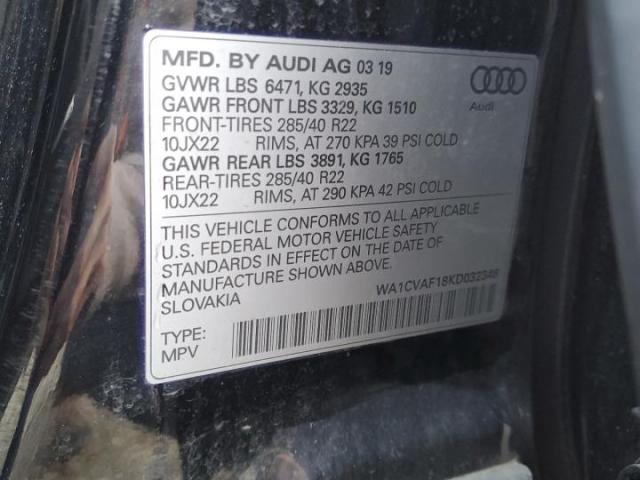 MFD. BY AUDI AG 03 19
GVWR LBS 6471, KG 2935
GAWR FRONT LBS 3329, KG 1510
FRONT-TIRES 285/40 R22
10JX22 RIMS, AT 270 KPA 39 PSI COLD
GAWR REAR LBS 3891, KG 1765
REAR-TIRES 285/40 R22
10JX22 RIMS, AT 290 KPA 42 PSI COLD
Audi
THIS VEHICLE CONFORMS TO ALL APPLICABLE
U.S. FEDERAL MOTOR VEHICLE SAFETY
STANDARDS IN EFFECT ON THE DATE OF
MANUFACTURE SHOWN ABOVE.
SLOVAKIA
WA1CVAF18KD032348
TYPE:
MPV